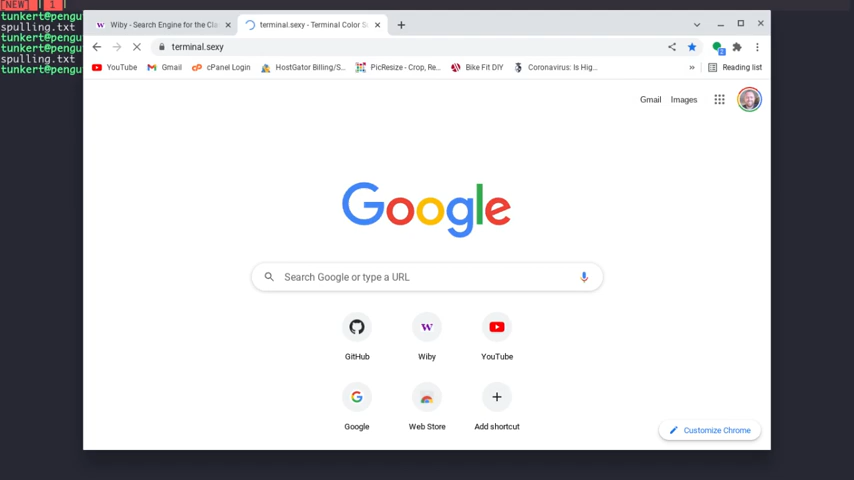 [NEW] | 1 |
tunkert@pengu
spulling.txt
tunkert@pengu
tunkert@pengu
spulling.txt
tunkert@pengu
Wiby - Search Engine for the Cla
terminal.sexy - Terminal Color S
terminal.sexy
YouTube
Gmail
cPanel Login
HostGator Billing/S...
PicResize - Crop, Re...
Bike Fit DIY
Coronavirus: Is Hig...
Reading list
Gmail Images
Google
Search Google or type a URL
GitHub Wiby YouTube
Google Web Store Add shortcut
Customize Chrome